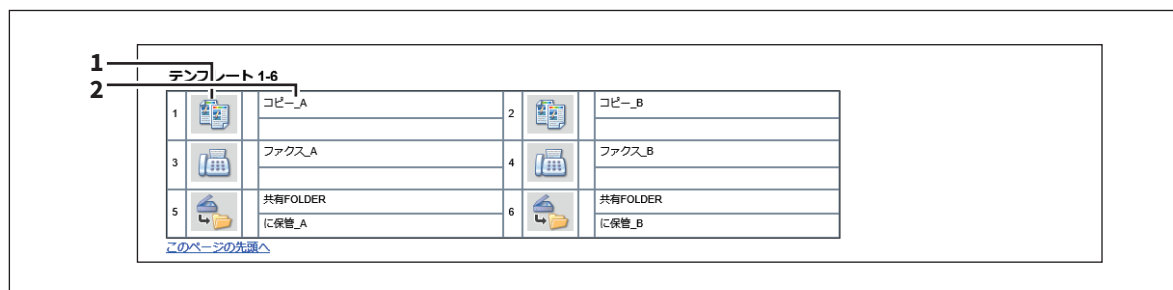 1
2
テンプレート 1-6
1 コピー_A 2 コピー_B
3 ファクス_A 4 ファクス_B
5 共有FOLDER 6 共有FOLDER
に保管_A に保管_B
このページの先頭へ